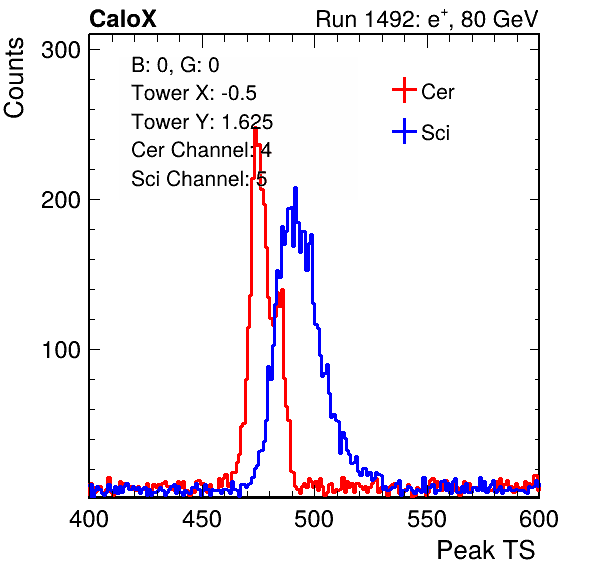 CaloX Run 1492: e⁺, 80 GeV
Counts
300
200
100
B: 0, G: 0
Tower X: -0.5
Tower Y: 1.625
Cer Channel: 4
Sci Channel: 5
Cer
Sci
400 450 500 550 600
Peak TS